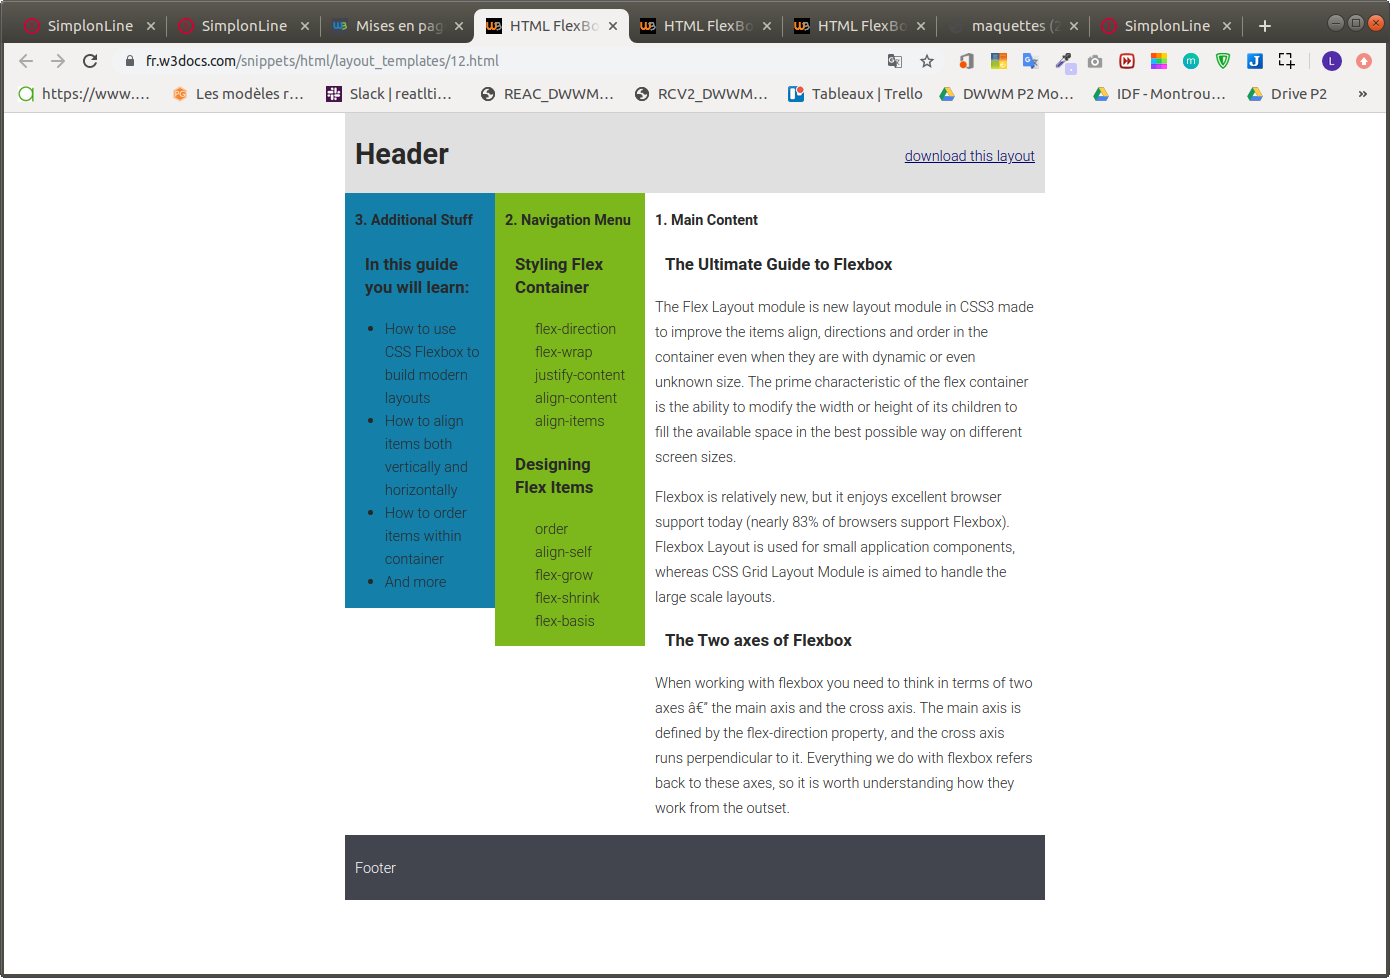 SimplonLine
SimplonLine
Mises en pag
HTML FlexBo
HTML FlexBo
HTML FlexBo
maquettes (2
SimplonLine
fr.w3docs.com/snippets/html/layout_templates/12.html
L
https://www....
Les modèles r...
Slack | reatlti...
REAC_DWWM...
RCV2_DWWM...
Tableaux | Trello
DWWM P2 Mo...
IDF - Montrou...
Drive P2
»
Header
download this layout
3. Additional Stuff
In this guide
you will learn:
How to use
CSS Flexbox to
build modern
layouts
How to align
items both
vertically and
horizontally
How to order
items within
container
And more
2. Navigation Menu
Styling Flex
Container
flex-direction
flex-wrap
justify-content
align-content
align-items
Designing
Flex Items
order
align-self
flex-grow
flex-shrink
flex-basis
1. Main Content
The Ultimate Guide to Flexbox
The Flex Layout module is new layout module in CSS3 made
to improve the items align, directions and order in the
container even when they are with dynamic or even
unknown size. The prime characteristic of the flex container
is the ability to modify the width or height of its children to
fill the available space in the best possible way on different
screen sizes.
Flexbox is relatively new, but it enjoys excellent browser
support today (nearly 83% of browsers support Flexbox).
Flexbox Layout is used for small application components,
whereas CSS Grid Layout Module is aimed to handle the
large scale layouts.
The Two axes of Flexbox
When working with flexbox you need to think in terms of two
axes â€” the main axis and the cross axis. The main axis is
defined by the flex-direction property, and the cross axis
runs perpendicular to it. Everything we do with flexbox refers
back to these axes, so it is worth understanding how they
work from the outset.
Footer